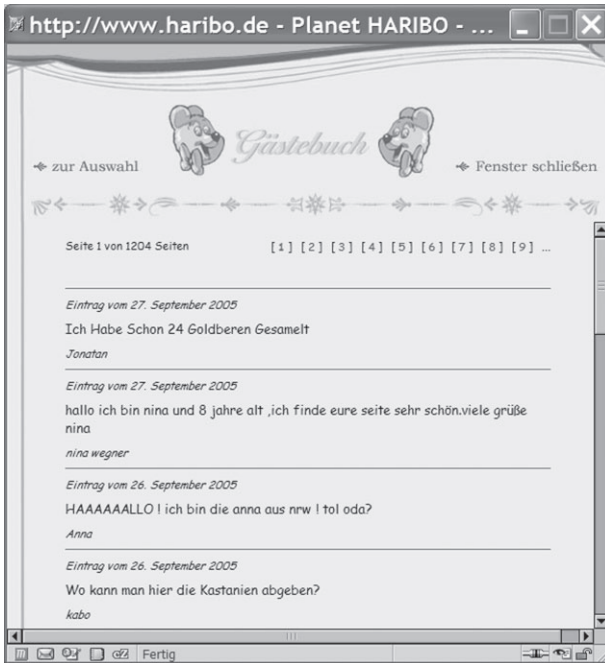 http://www.haribo.de - Planet HARIBO - ...
Gästebuch
zur Auswahl
Fenster schließen
Seite 1 von 1204 Seiten [1] [2] [3] [4] [5] [6] [7] [8] [9] ...
Eintrag vom 27. September 2005
Ich Habe Schon 24 Goldberen Gesamelt
Jonatan
Eintrag vom 27. September 2005
hallo ich bin nina und 8 jahre alt ,ich finde eure seite sehr schön.viele grüße
nina
nina wegner
Eintrag vom 26. September 2005
HAAAAAALLO ! ich bin die anna aus nrw ! tol oda?
Anna
Eintrag vom 26. September 2005
Wo kann man hier die Kastanien abgeben?
kabo
Fertig